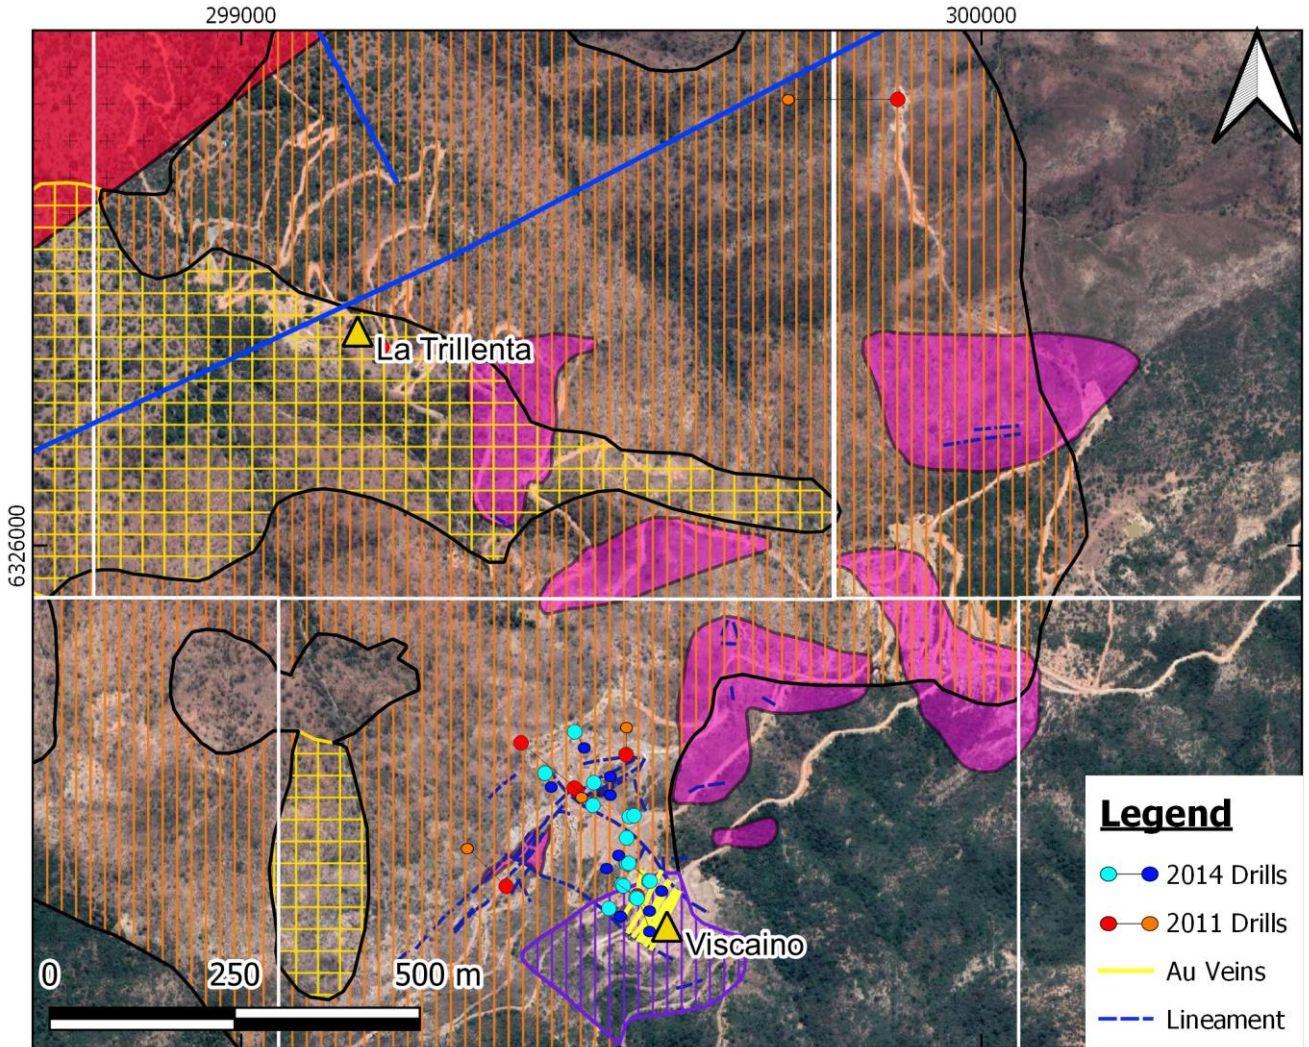 299000
300000
La Trillenta
6326000
Viscaino
0
250
500 m
Legend
2014 Drills
2011 Drills
Au Veins
Lineament